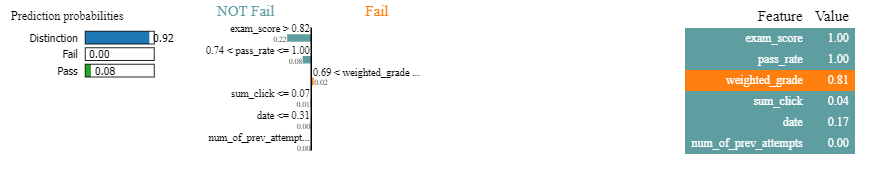 Prediction probabilities
Distinction 0.92
Fail 0.00
Pass 0.08
NOT Fail Fail
exam_score > 0.82
0.22
0.74 < pass_rate <= 1.00
0.08
0.69 < weighted_grade ...
0.02
sum_click <= 0.07
0.01
date <= 0.31
0.00
num_of_prev_attempt...
0.00
Feature Value
exam_score 1.00
pass_rate 1.00
weighted_grade 0.81
sum_click 0.04
date 0.17
num_of_prev_attempts 0.00